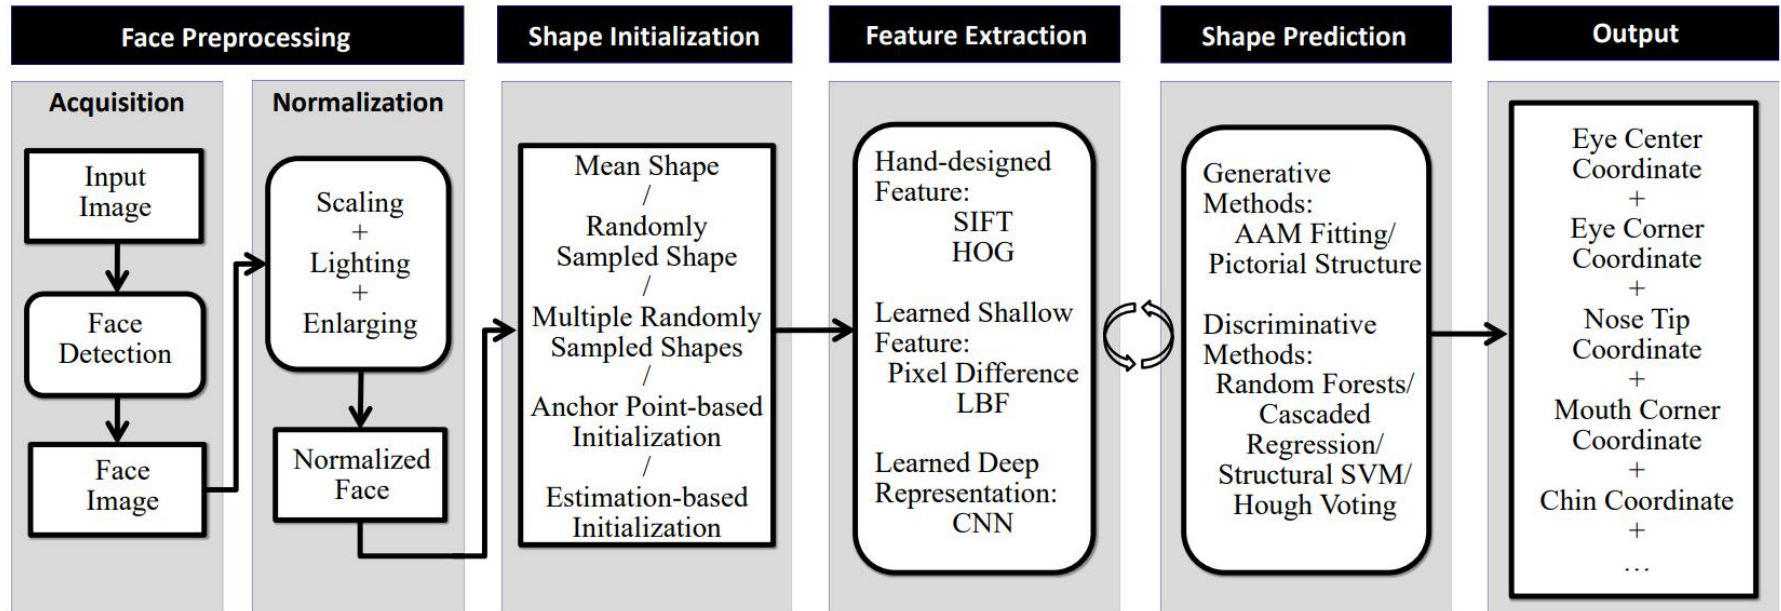 Face Preprocessing
Shape Initialization
Feature Extraction
Shape Prediction
Output
Acquisition
Input
Image
Face
Detection
Face
Image
Normalization
Scaling
+
Lighting
+
Enlarging
Normalized
Face
Mean Shape
/
Randomly
Sampled Shape
/
Multiple Randomly
Sampled Shapes
/
Anchor Point-based
Initialization
/
Estimation-based
Initialization
Hand-designed
Feature:
SIFT
HOG
Learned Shallow
Feature:
Pixel Difference
LBF
Learned Deep
Representation:
CNN
Generative
Methods:
AAM Fitting/
Pictorial Structure
Discriminative
Methods:
Random Forests/
Cascaded
Regression/
Structural SVM/
Hough Voting
Eye Center
Coordinate
+
Eye Corner
Coordinate
+
Nose Tip
Coordinate
+
Mouth Corner
Coordinate
+
Chin Coordinate
+
…